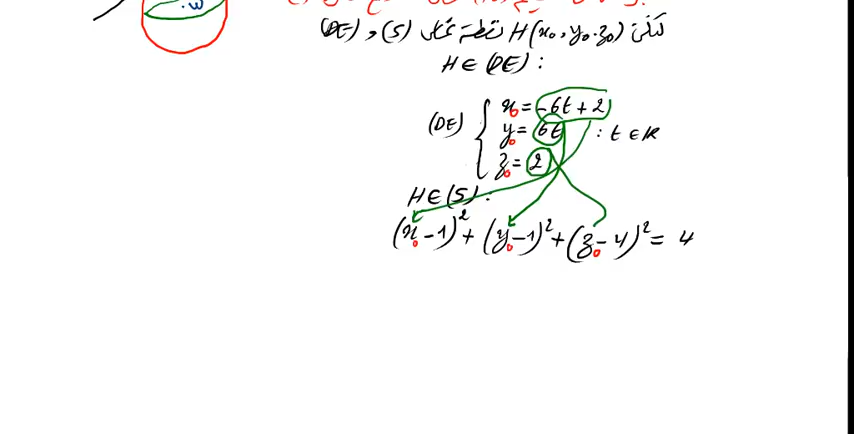 لتكن H(x₀, y₀, z₀) نقطة تماس (S) و (DE)
H ∈ (DE) :
(DE) { x₀ = -6t + 2
y₀ = 6t : t ∈ ℝ
z₀ = 2
H ∈ (S) :
(x₀ - 1)² + (y₀ - 1)² + (z₀ - 4)² = 4